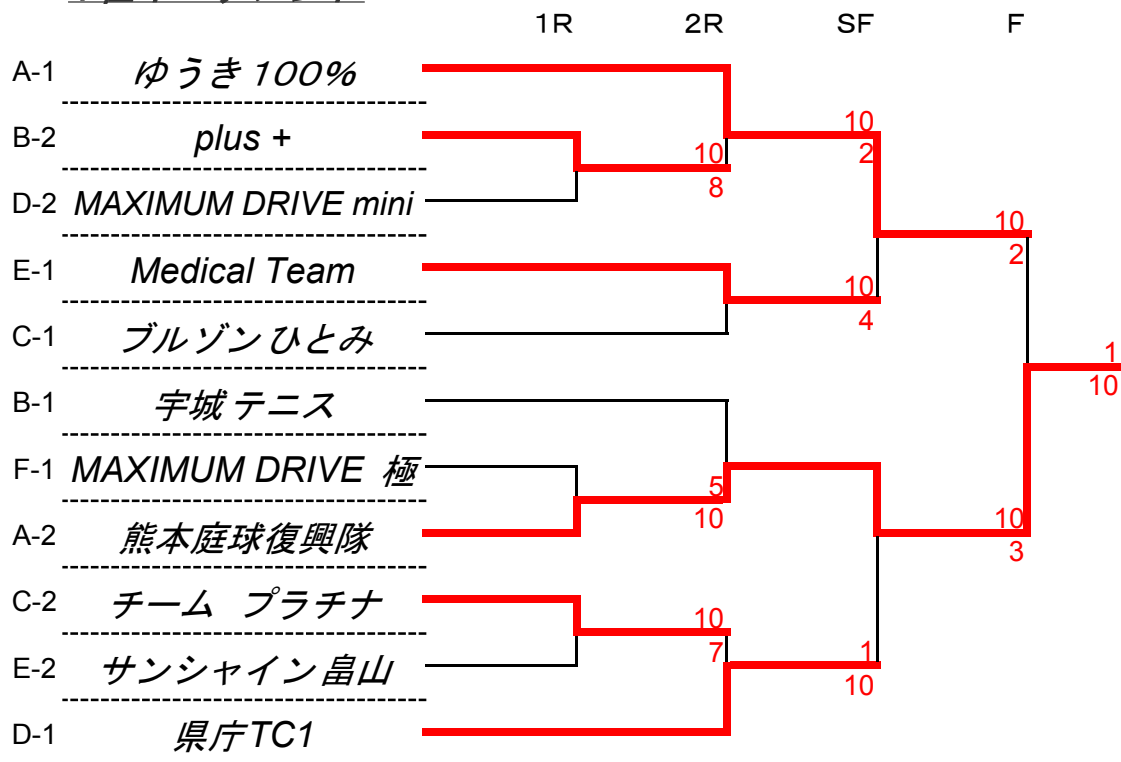 1R 2R SF F
A-1 ゆうき100%
10
B-2 plus +
2
10
8
D-2 MAXIMUM DRIVE mini
10
2
E-1 Medical Team
10
4
C-1 ブルゾンひとみ
1
10
B-1 宇城テニス
F-1 MAXIMUM DRIVE 極
5
10
A-2 熊本庭球復興隊
10
3
C-2 チーム プラチナ
10
7
E-2 サンシャイン畠山
1
10
D-1 県庁TC1